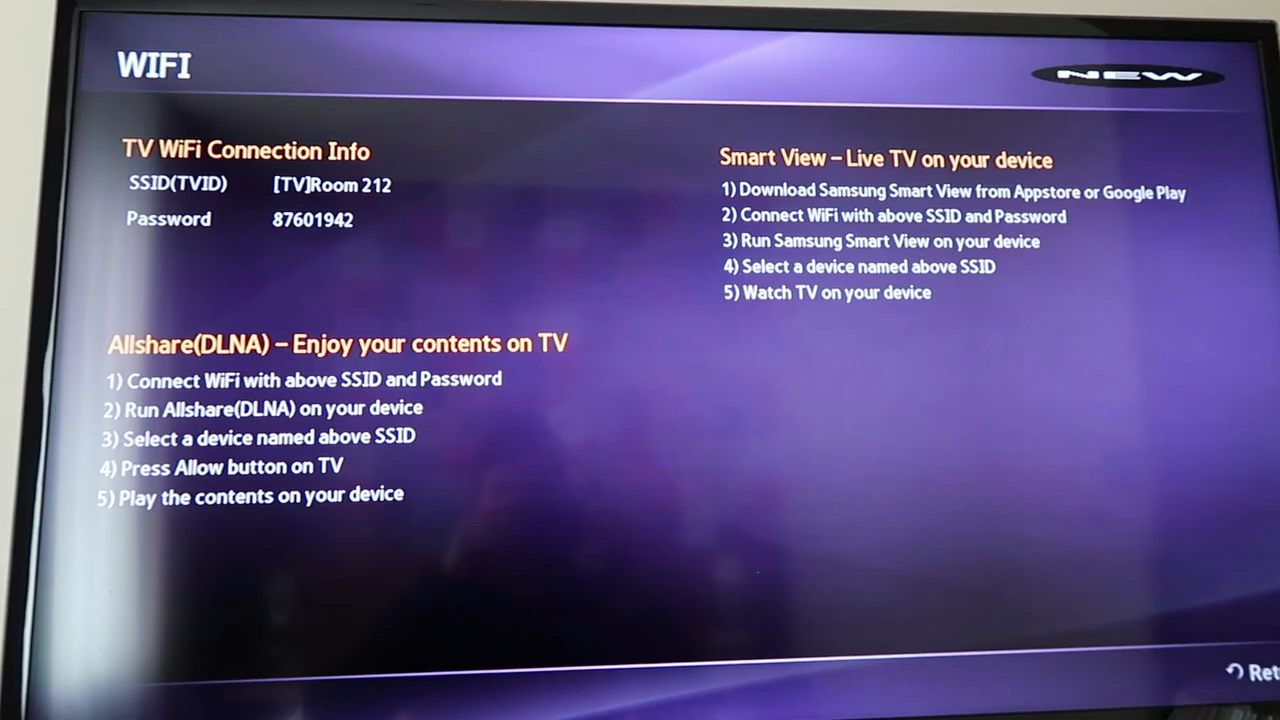 WIFI
NEW
TV WiFi Connection Info
SSID(TVID) [TV]Room 212
Password 87601942
Allshare(DLNA) – Enjoy your contents on TV
1) Connect WiFi with above SSID and Password
2) Run Allshare(DLNA) on your device
3) Select a device named above SSID
4) Press Allow button on TV
5) Play the contents on your device
Smart View – Live TV on your device
1) Download Samsung Smart View from Appstore or Google Play
2) Connect WiFi with above SSID and Password
3) Run Samsung Smart View on your device
4) Select a device named above SSID
5) Watch TV on your device
Ret